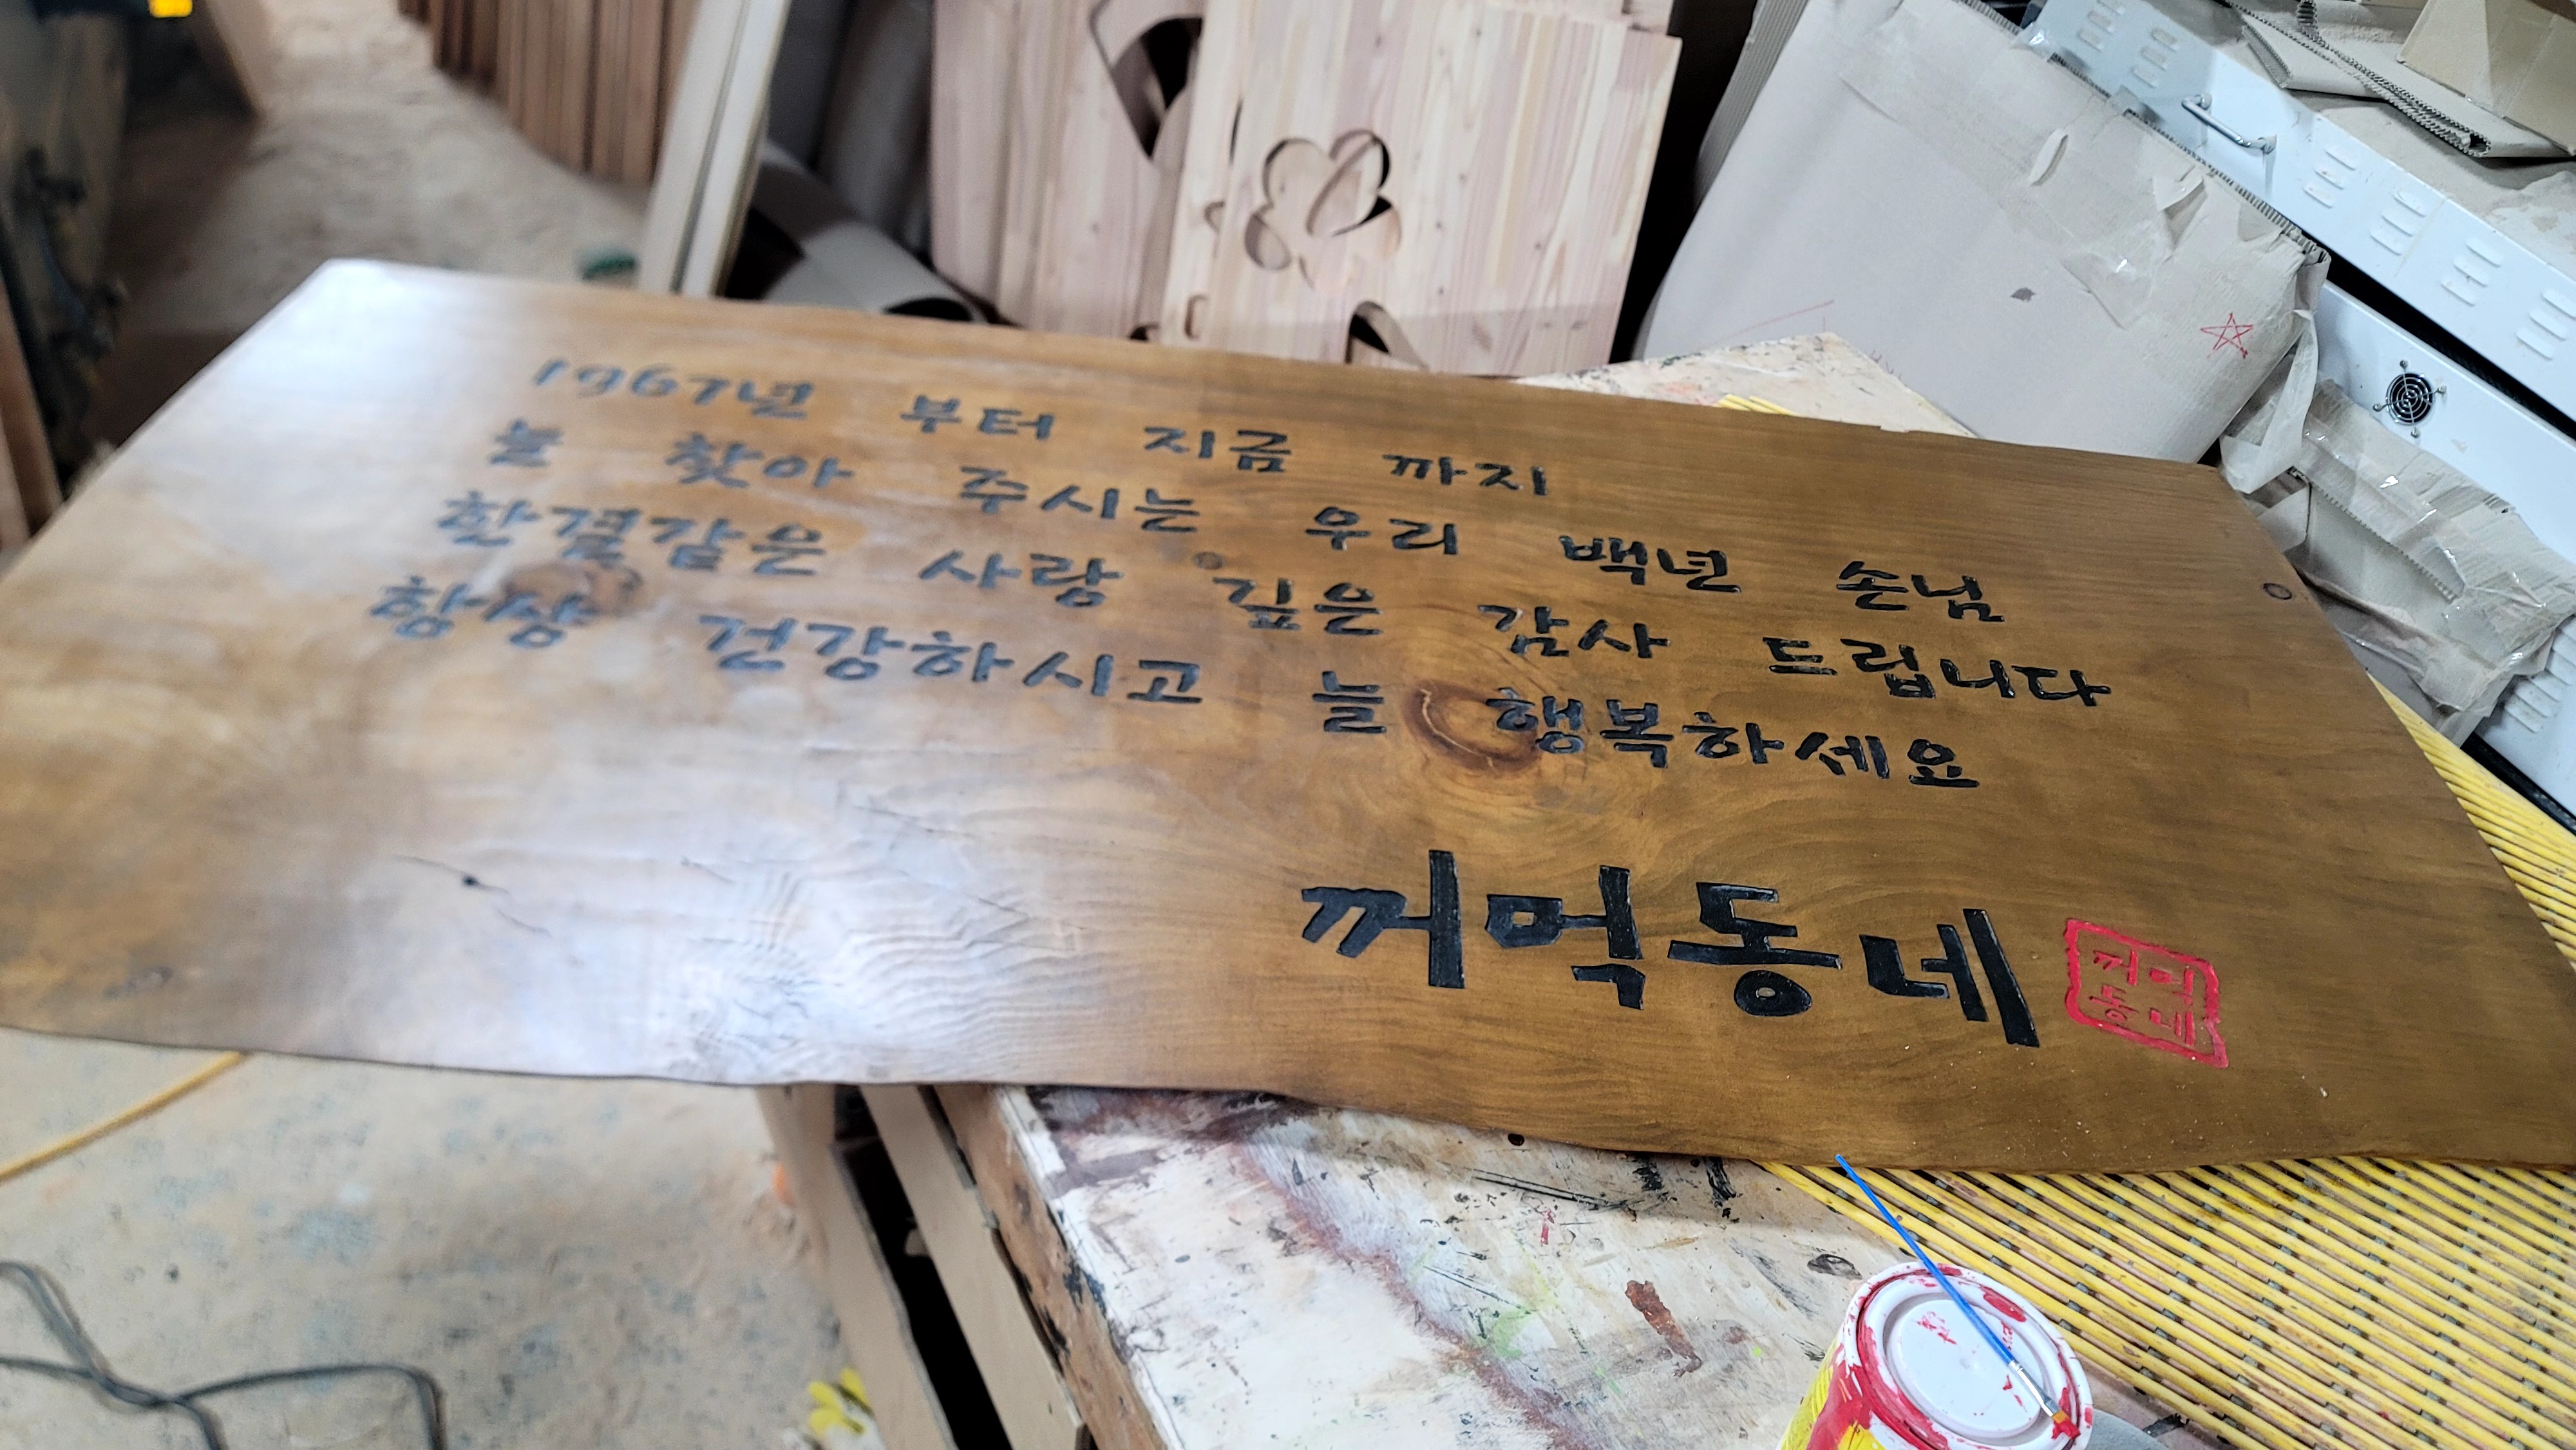 1967년 부터 지금 까지
늘 찾아 주시는 우리 백년 손님
한결같은 사랑 깊은 감사 드립니다
항상 건강하시고 늘 행복하세요
꺼먹동네
꺼먹
동네